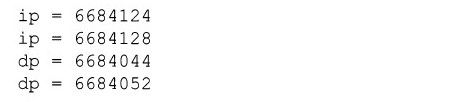 ip = 6684124
ip = 6684128
dp = 6684044
dp = 6684052